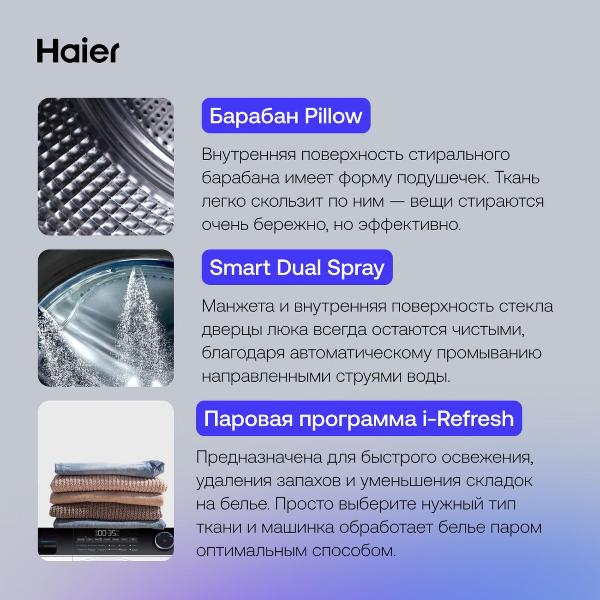 Haier
Барабан Pillow
Внутренняя поверхность стирального
барабана имеет форму подушечек. Ткань
легко скользит по ним — вещи стираются
очень бережно, но эффективно.
Smart Dual Spray
Манжета и внутренняя поверхность стекла
дверцы люка всегда остаются чистыми,
благодаря автоматическому промыванию
направленными струями воды.
Паровая программа i-Refresh
Предназначена для быстрого освежения,
удаления запахов и уменьшения складок
на белье. Просто выберите нужный тип
ткани и машинка обработает белье паром
оптимальным способом.